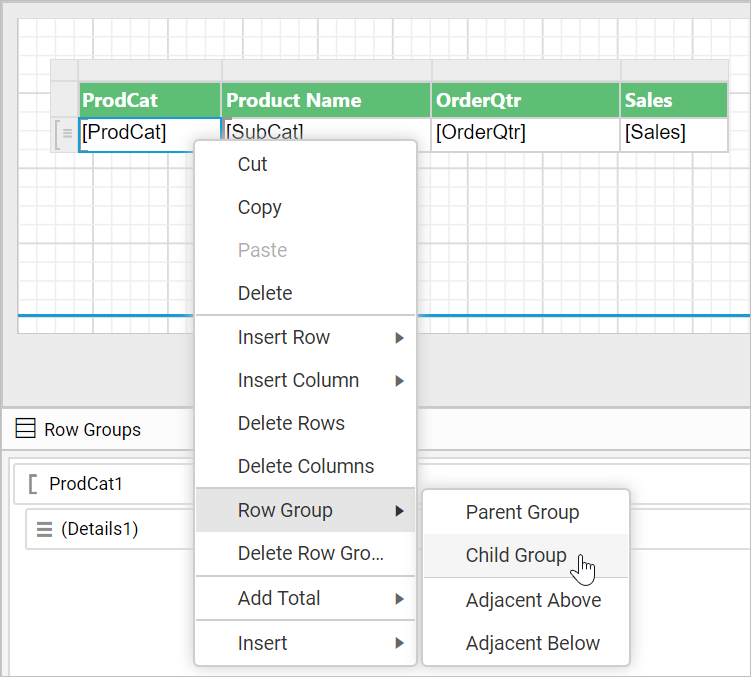 ProdCat Product Name OrderQtr Sales
[ProdCat] [SubCat] [OrderQtr] [Sales]
Cut
Copy
Paste
Delete
Insert Row
Insert Column
Delete Rows
Delete Columns
Row Group
Delete Row Gro...
Add Total
Insert
Parent Group
Child Group
Adjacent Above
Adjacent Below
Row Groups
ProdCat1
(Details1)